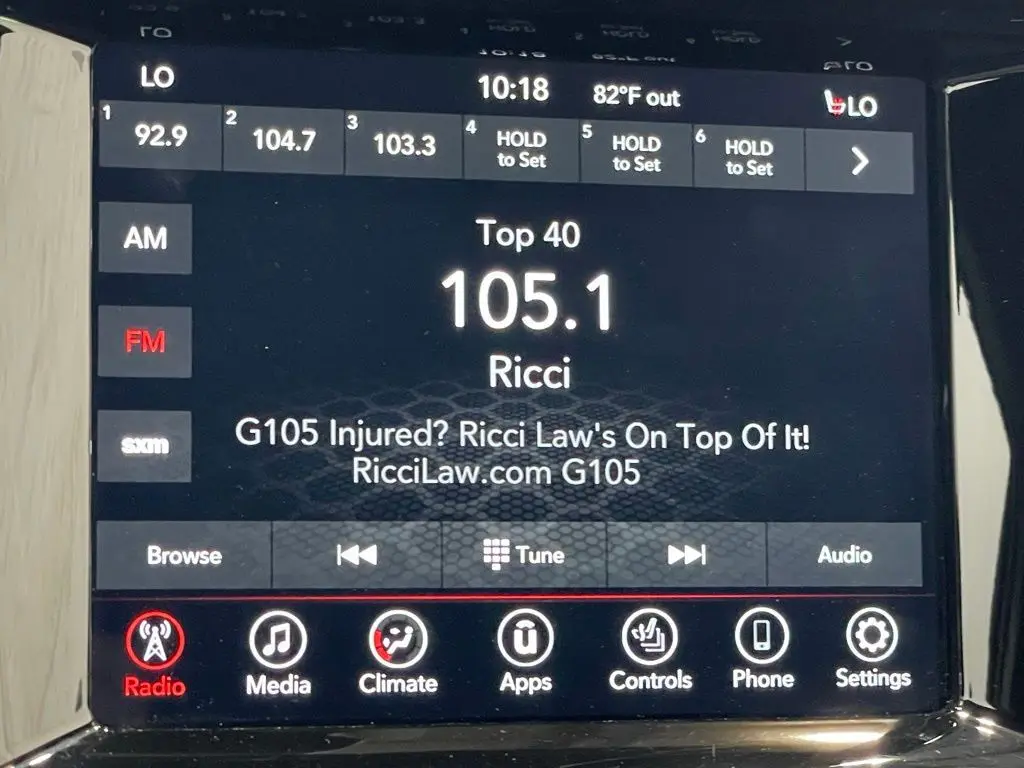 LO 10:18 82°F out LO
1 92.9 2 104.7 3 103.3 4 HOLD to Set 5 HOLD to Set 6 HOLD to Set
AM
Top 40
105.1
FM
Ricci
sxm
G105 Injured? Ricci Law's On Top Of It!
RicciLaw.com G105
Browse Tune Audio
Radio Media Climate Apps Controls Phone Settings